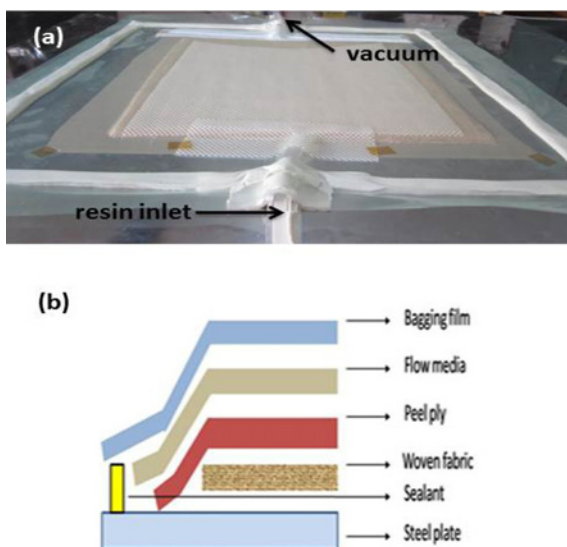 (a)
vacuum
resin inlet
(b)
Bagging film
Flow media
Peel ply
Woven fabric
Sealant
Steel plate